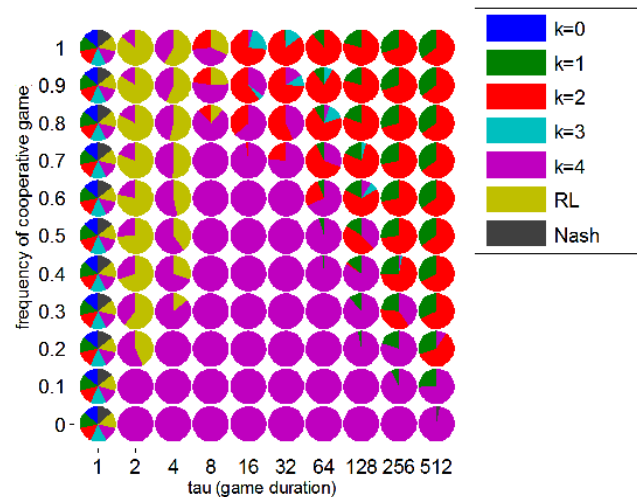 frequency of cooperative game
1
0.9
0.8
0.7
0.6
0.5
0.4
0.3
0.2
0.1
0
1 2 4 8 16 32 64 128 256 512
tau (game duration)
k=0
k=1
k=2
k=3
k=4
RL
Nash